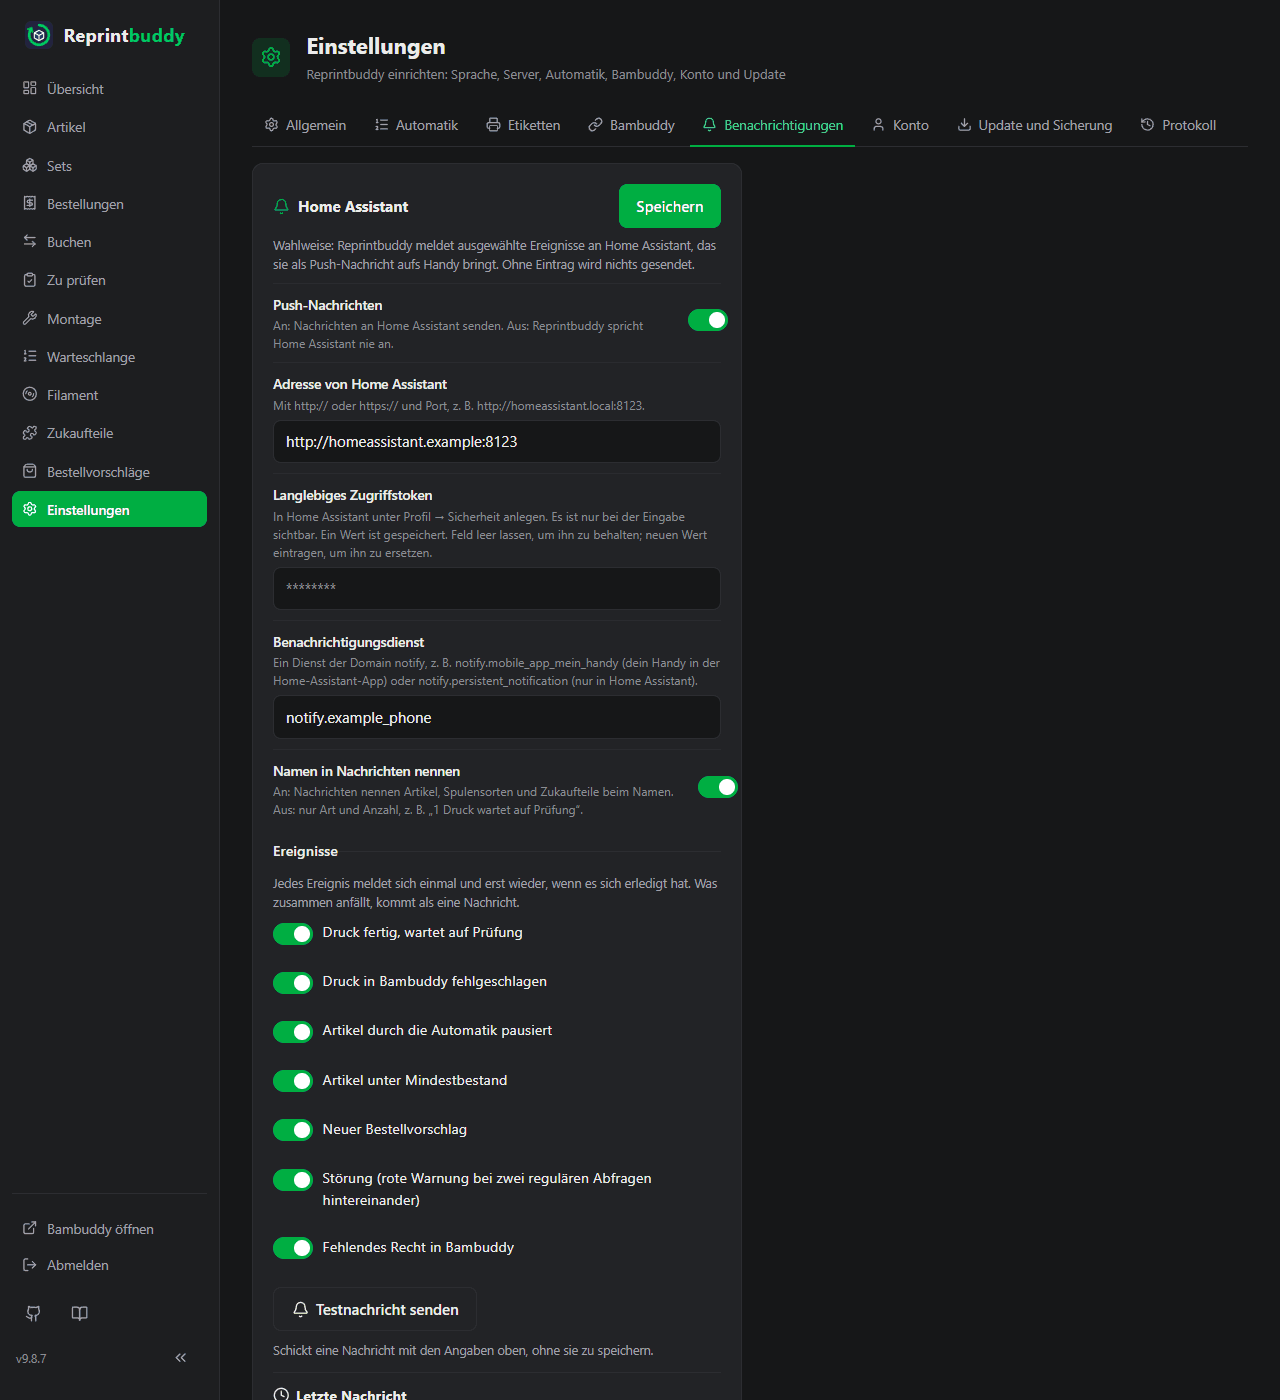 Reprintbuddy
Übersicht
Artikel
Sets
Bestellungen
Buchen
Zu prüfen
Montage
Warteschlange
Filament
Zukaufteile
Bestellvorschläge
Einstellungen
Bambuddy öffnen
Abmelden
v9.8.7
Einstellungen
Reprintbuddy einrichten: Sprache, Server, Automatik, Bambuddy, Konto und Update
Allgemein
Automatik
Etiketten
Bambuddy
Benachrichtigungen
Konto
Update und Sicherung
Protokoll
Home Assistant
Speichern
Wahlweise: Reprintbuddy meldet ausgewählte Ereignisse an Home Assistant, das
sie als Push-Nachricht aufs Handy bringt. Ohne Eintrag wird nichts gesendet.
Push-Nachrichten
An: Nachrichten an Home Assistant senden. Aus: Reprintbuddy spricht
Home Assistant nie an.
Adresse von Home Assistant
Mit http:// oder https:// und Port, z. B. http://homeassistant.local:8123.
http://homeassistant.example:8123
Langlebiges Zugriffstoken
In Home Assistant unter Profil → Sicherheit anlegen. Es ist nur bei der Eingabe
sichtbar. Ein Wert ist gespeichert. Feld leer lassen, um ihn zu behalten; neuen Wert
eintragen, um ihn zu ersetzen.
********
Benachrichtigungsdienst
Ein Dienst der Domain notify, z. B. notify.mobile_app_mein_handy (dein Handy in der
Home-Assistant-App) oder notify.persistent_notification (nur in Home Assistant).
notify.example_phone
Namen in Nachrichten nennen
An: Nachrichten nennen Artikel, Spulensorten und Zukaufteile beim Namen.
Aus: nur Art und Anzahl, z. B. „1 Druck wartet auf Prüfung“.
Ereignisse
Jedes Ereignis meldet sich einmal und erst wieder, wenn es sich erledigt hat. Was
zusammen anfällt, kommt als eine Nachricht.
Druck fertig, wartet auf Prüfung
Druck in Bambuddy fehlgeschlagen
Artikel durch die Automatik pausiert
Artikel unter Mindestbestand
Neuer Bestellvorschlag
Störung (rote Warnung bei zwei regulären Abfragen
hintereinander)
Fehlendes Recht in Bambuddy
Testnachricht senden
Schickt eine Nachricht mit den Angaben oben, ohne sie zu speichern.
Letzte Nachricht